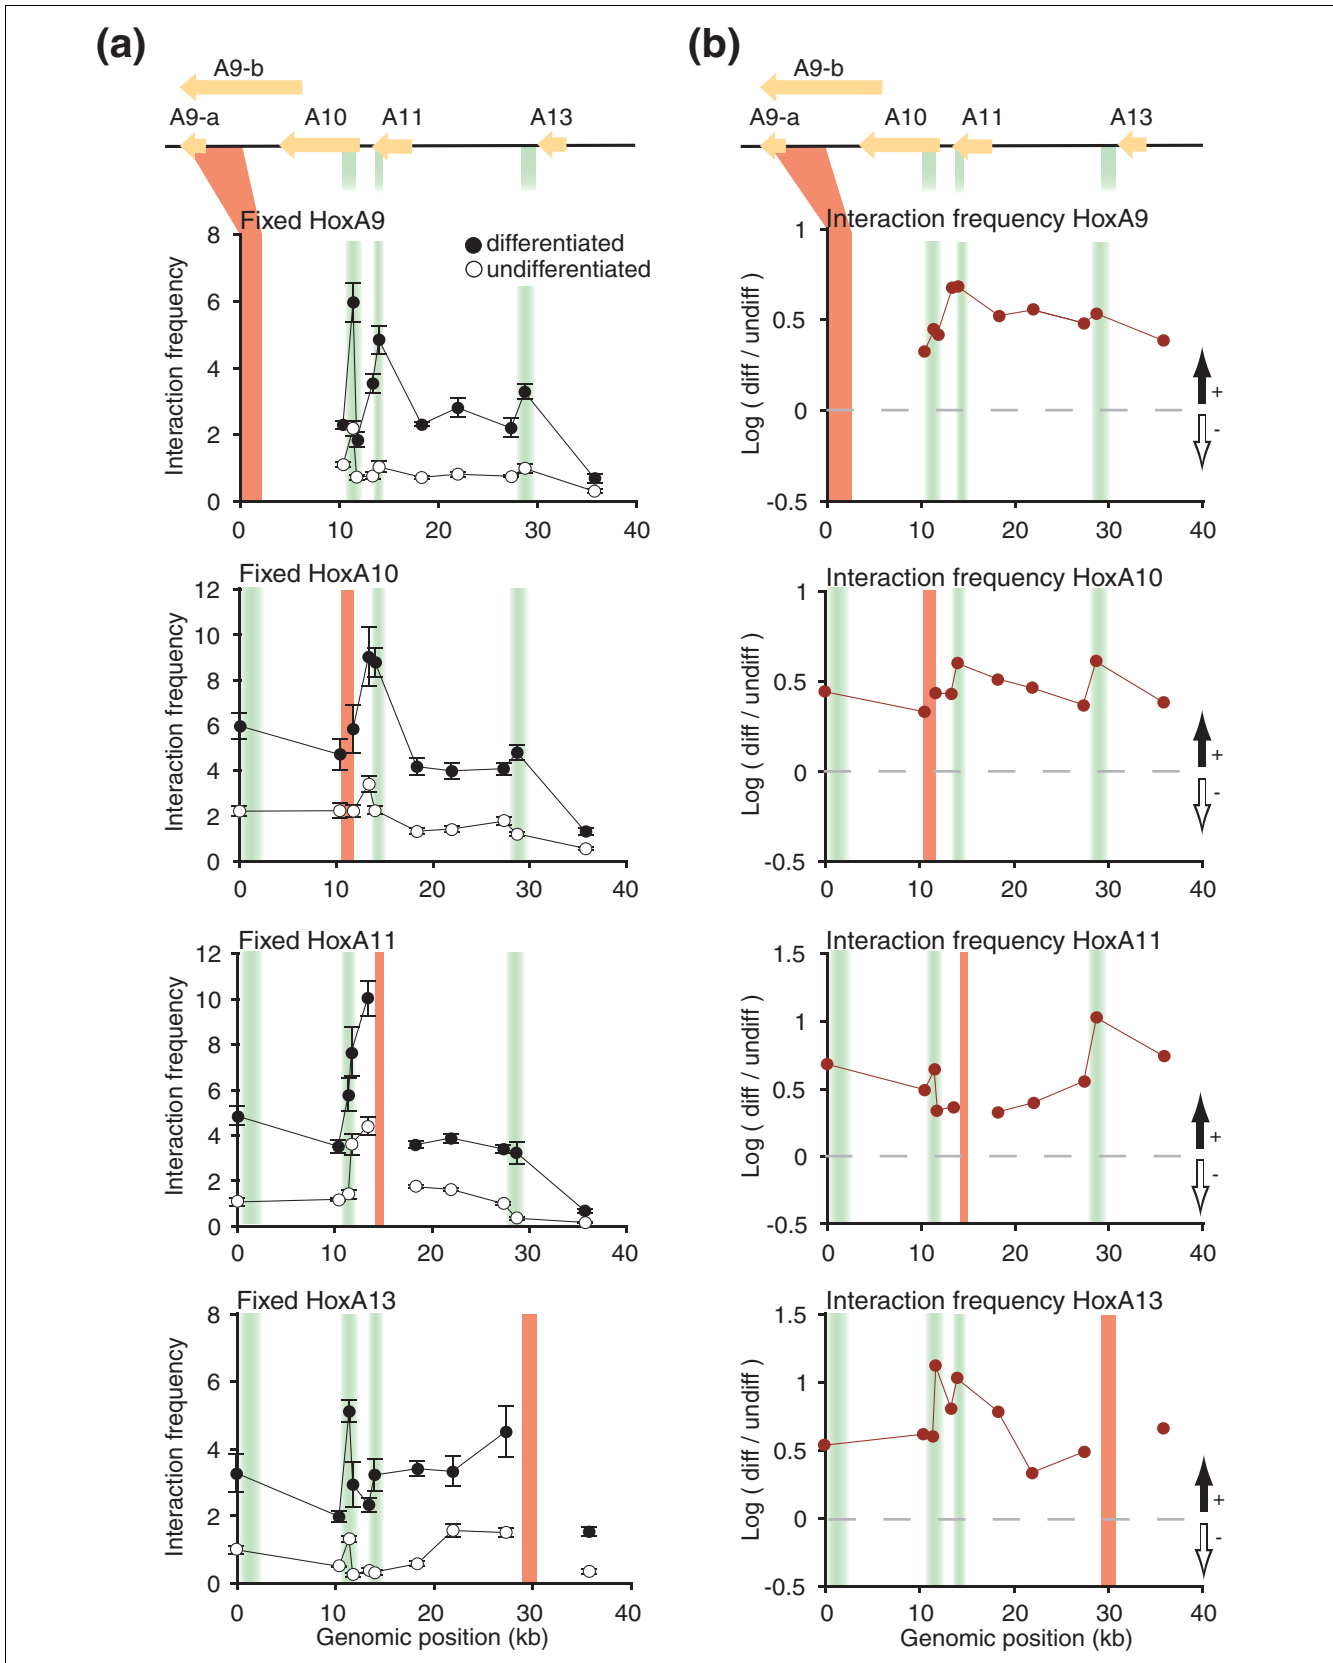 (a)
A9-b
A9-a A10 A11 A13
Fixed HoxA9
differentiated
undifferentiated
Interaction frequency
8
6
4
2
0
0 10 20 30 40
Fixed HoxA10
Interaction frequency
12
10
8
6
4
2
0
0 10 20 30 40
Fixed HoxA11
Interaction frequency
12
10
8
6
4
2
0
0 10 20 30 40
Fixed HoxA13
Interaction frequency
8
6
4
2
0
0 10 20 30 40
Genomic position (kb)
(b)
A9-b
A9-a A10 A11 A13
Interaction frequency HoxA9
Log ( diff / undiff )
1
0.5
0
-0.5
+
-
0 10 20 30 40
Interaction frequency HoxA10
Log ( diff / undiff )
1
0.5
0
-0.5
+
-
0 10 20 30 40
Interaction frequency HoxA11
Log ( diff / undiff )
1.5
1
0.5
0
-0.5
+
-
0 10 20 30 40
Interaction frequency HoxA13
Log ( diff / undiff )
1.5
1
0.5
0
-0.5
+
-
0 10 20 30 40
Genomic position (kb)